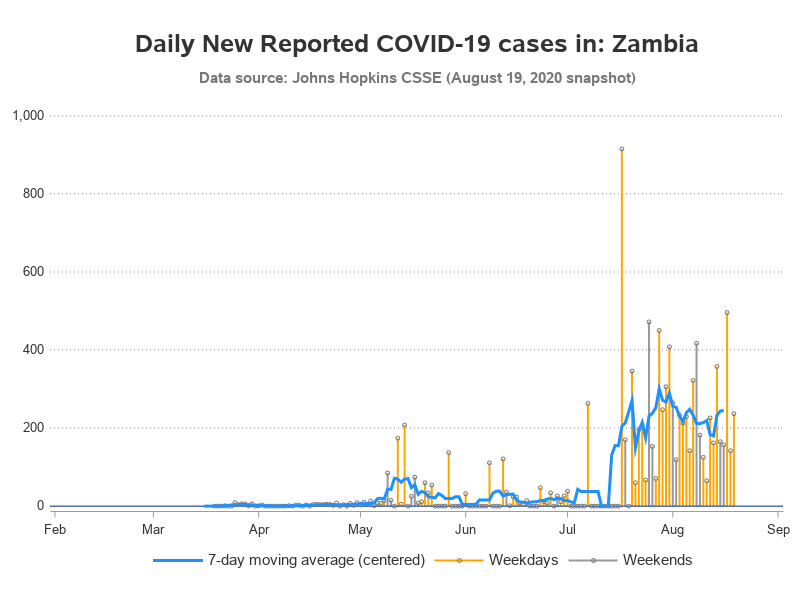 Daily New Reported COVID-19 cases in: Zambia
Data source: Johns Hopkins CSSE (August 19, 2020 snapshot)
1,000
800
600
400
200
0
Feb Mar Apr May Jun Jul Aug Sep
7-day moving average (centered) Weekdays Weekends